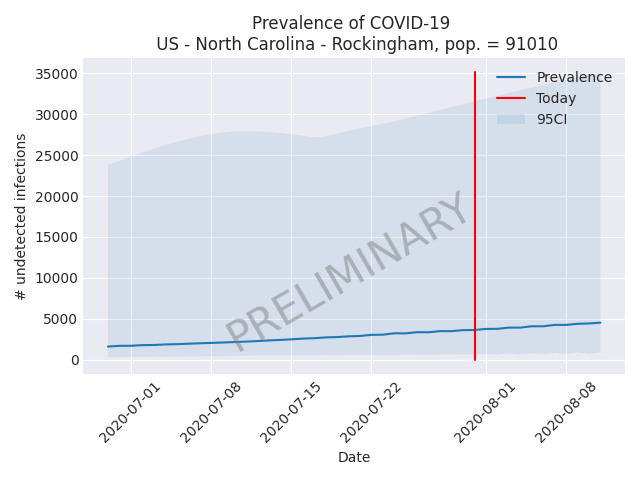 Prevalence of COVID-19
US - North Carolina - Rockingham, pop. = 91010
35000
30000
25000
20000
15000
10000
5000
0
# undetected infections
Prevalence
Today
95CI
PRELIMINARY
2020-07-01
2020-07-08
2020-07-15
2020-07-22
2020-08-01
2020-08-08
Date